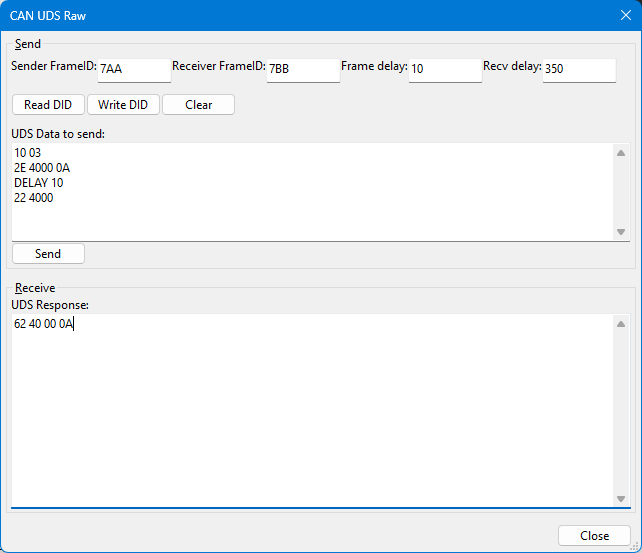 CAN UDS Raw
Send
Sender FrameID: 7AA Receiver FrameID: 7BB Frame delay: 10 Recv delay: 350
Read DID Write DID Clear
UDS Data to send:
10 03
2E 4000 0A
DELAY 10
22 4000
Send
Receive
UDS Response:
62 40 00 0A
Close